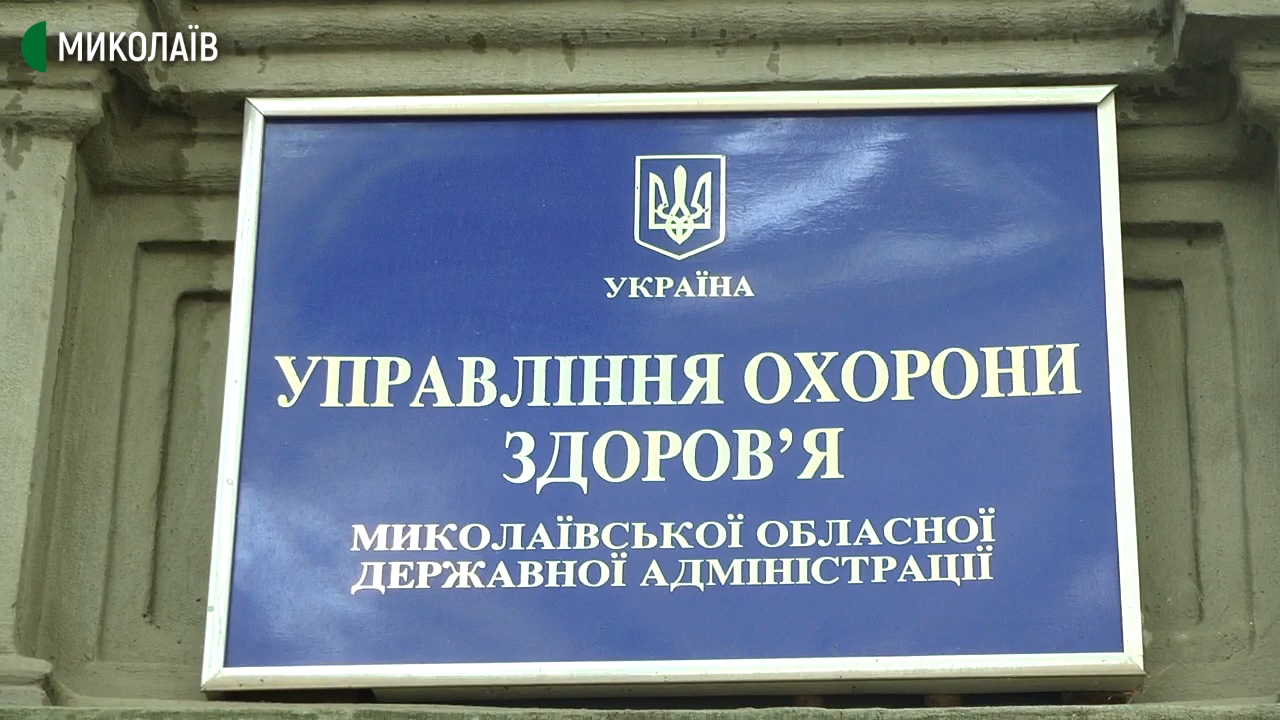 МИКОЛАЇВ
УКРАЇНА
УПРАВЛІННЯ ОХОРОНИ
ЗДОРОВ’Я
МИКОЛАЇВСЬКОЇ ОБЛАСНОЇ
ДЕРЖАВНОЇ АДМІНІСТРАЦІЇ